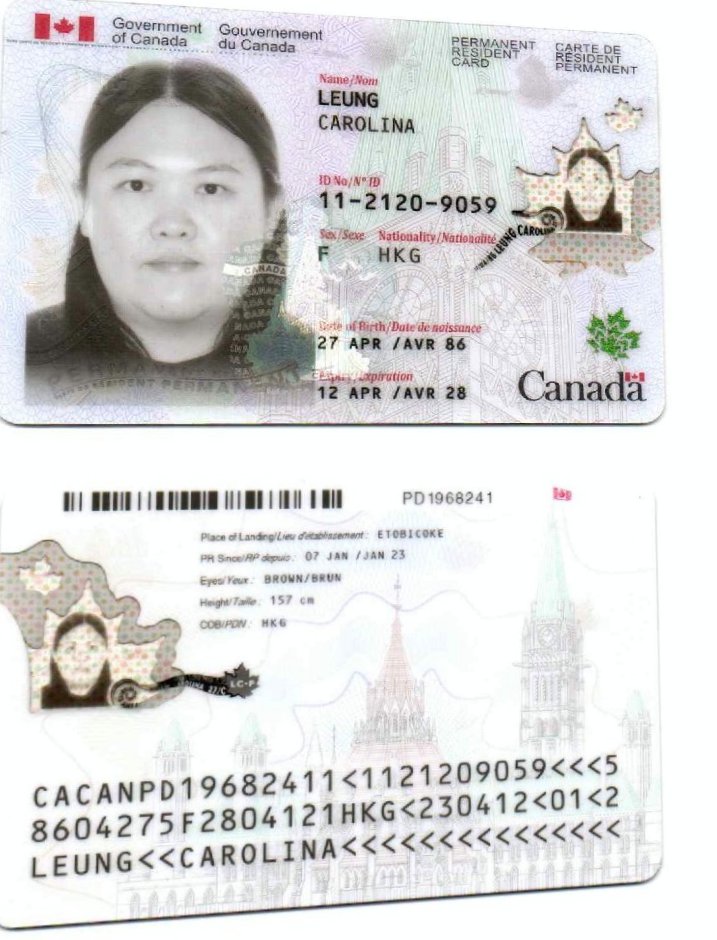 Government
of Canada
Gouvernement
du Canada
PERMANENT
RESIDENT
CARD
CARTE DE
RÉSIDENT
PERMANENT
Name/Nom
LEUNG
CAROLINA
ID No/Nº ID
11-2120-9059
Sex/Sexe Nationality/Nationalité
F HKG
CANADA
LEUNG CAROLIN
Date of Birth/Date de naissance
27 APR /AVR 86
Expiry/Expiration
12 APR /AVR 28
Canada
PD1968241
Place of Landing/Lieu d'établissement: ETOBICOKE
PR Since/RP depuis: 07 JAN /JAN 23
Eyes/Yeux: BROWN/BRUN
Height/Taille: 157 cm
COB/PDN: HKG
CACANPD19682411<1121209059<<<5
8604275F2804121HKG<230412<01<2
LEUNG<<CAROLINA<<<<<<<<<<<<<<<